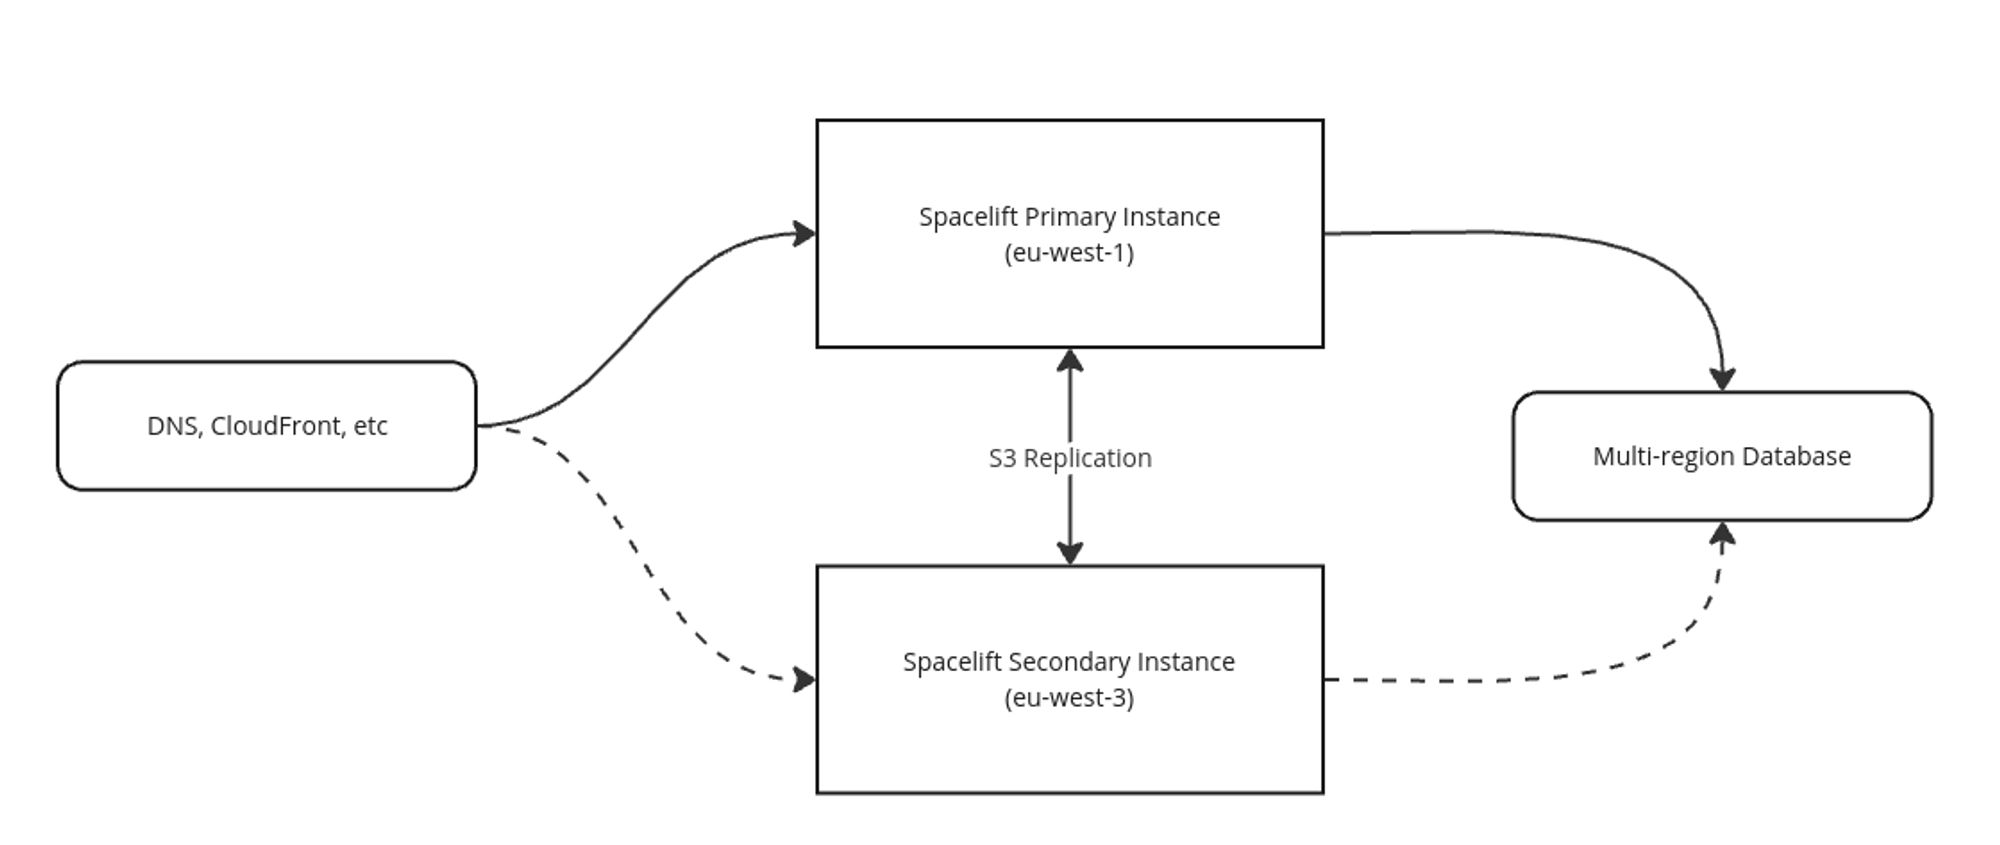 Spacelift Primary Instance
(eu-west-1)
DNS, CloudFront, etc
S3 Replication
Multi-region Database
Spacelift Secondary Instance
(eu-west-3)